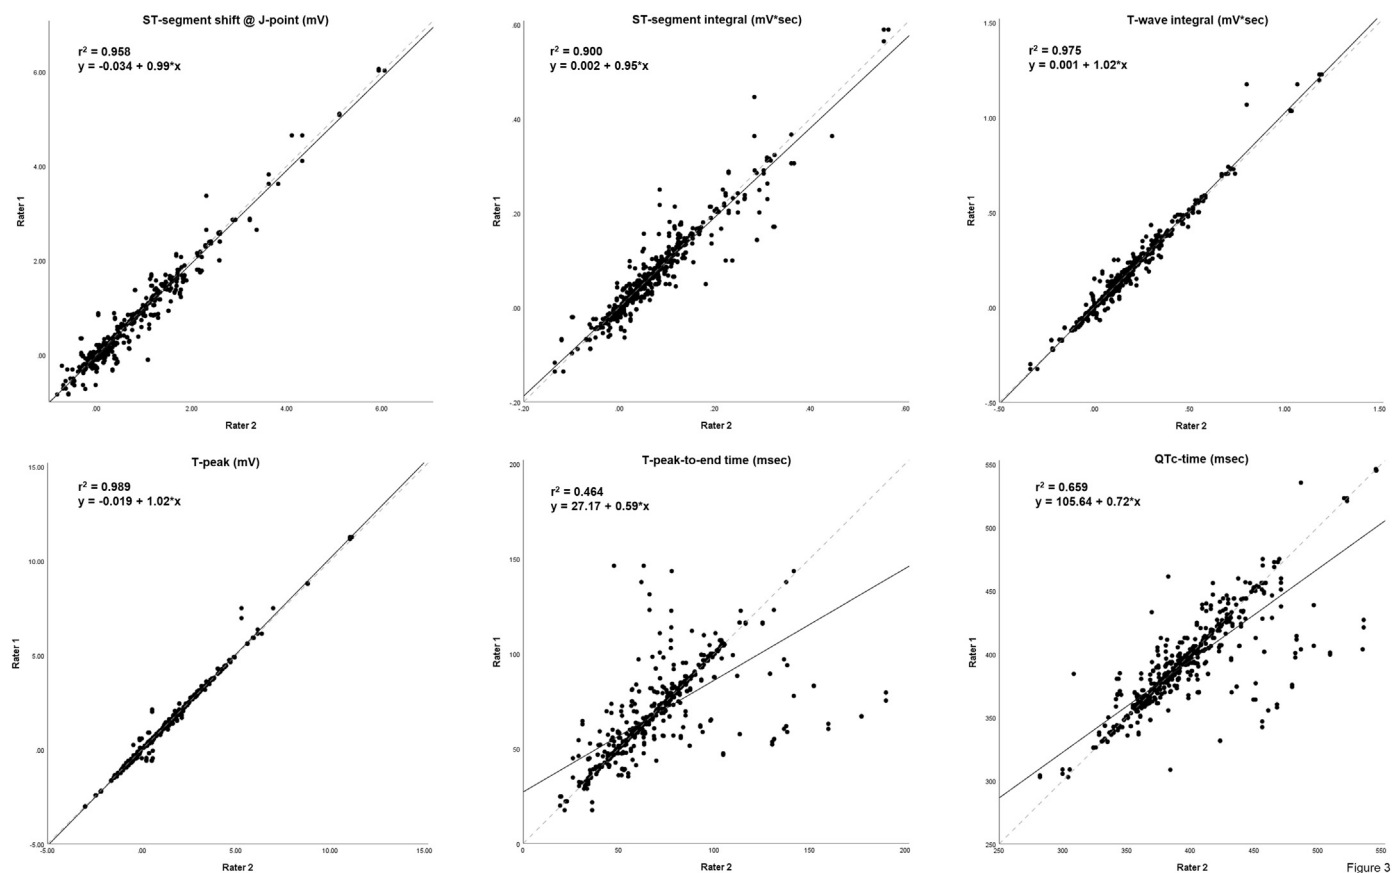 ST-segment shift @ J-point (mV)
r² = 0.958
y = -0.034 + 0.99*x
6.00
4.00
2.00
.00
Rater 1
.00 2.00 4.00 6.00
Rater 2
ST-segment integral (mV*sec)
r² = 0.900
y = 0.002 + 0.95*x
.60
.40
.20
.00
-.20
Rater 1
-.20 .00 .20 .40 .60
Rater 2
T-wave integral (mV*sec)
r² = 0.975
y = 0.001 + 1.02*x
1.50
1.00
.50
.00
-.50
Rater 1
-.50 .00 .50 1.00 1.50
Rater 2
T-peak (mV)
r² = 0.989
y = -0.019 + 1.02*x
15.00
10.00
5.00
.00
-5.00
Rater 1
-5.00 .00 5.00 10.00 15.00
Rater 2
T-peak-to-end time (msec)
r² = 0.464
y = 27.17 + 0.59*x
200
150
100
50
0
Rater 1
0 50 100 150 200
Rater 2
QTc-time (msec)
r² = 0.659
y = 105.64 + 0.72*x
550
500
450
400
350
300
250
Rater 1
250 300 350 400 450 500 550
Rater 2
Figure 3